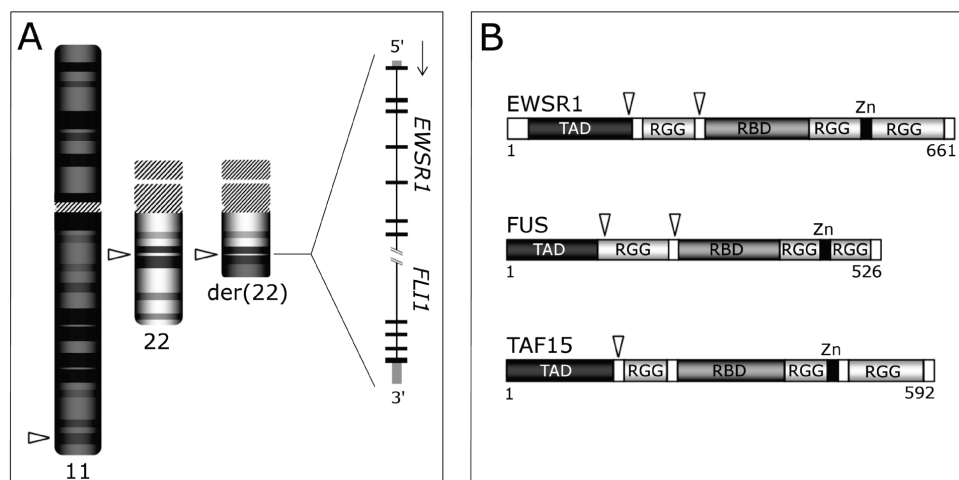 A
11
22
der(22)
5'
EWSR1
FLI1
3'
B
EWSR1
Zn
TAD RGG RBD RGG RGG
1 661
FUS
Zn
TAD RGG RBD RGG RGG
1 526
TAF15
Zn
TAD RGG RBD RGG RGG
1 592